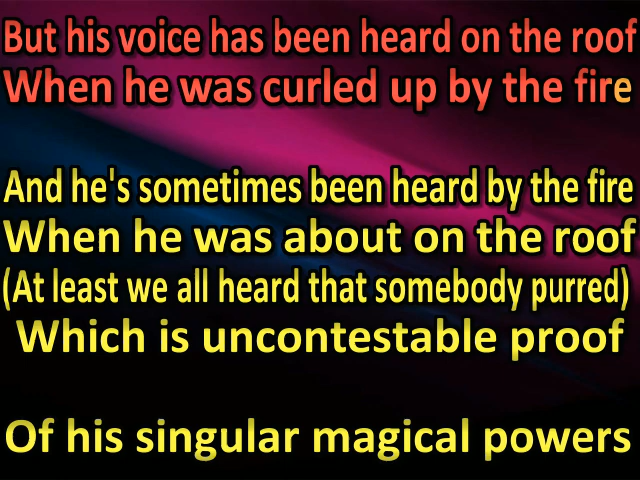 But his voice has been heard on the roof
When he was curled up by the fire
And he's sometimes been heard by the fire
When he was about on the roof
(At least we all heard that somebody purred)
Which is uncontestable proof
Of his singular magical powers